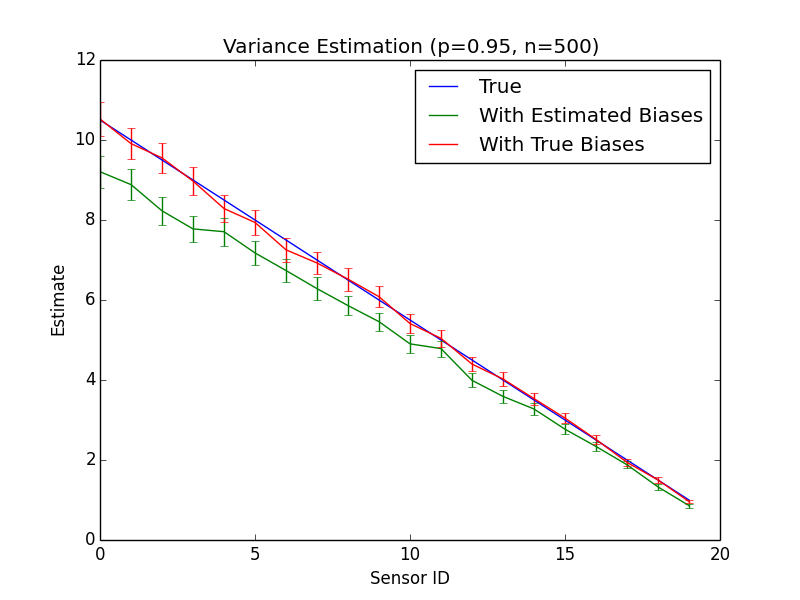 Variance Estimation (p=0.95, n=500)
True
With Estimated Biases
With True Biases
12
10
8
6
4
2
0
Estimate
0 5 10 15 20
Sensor ID